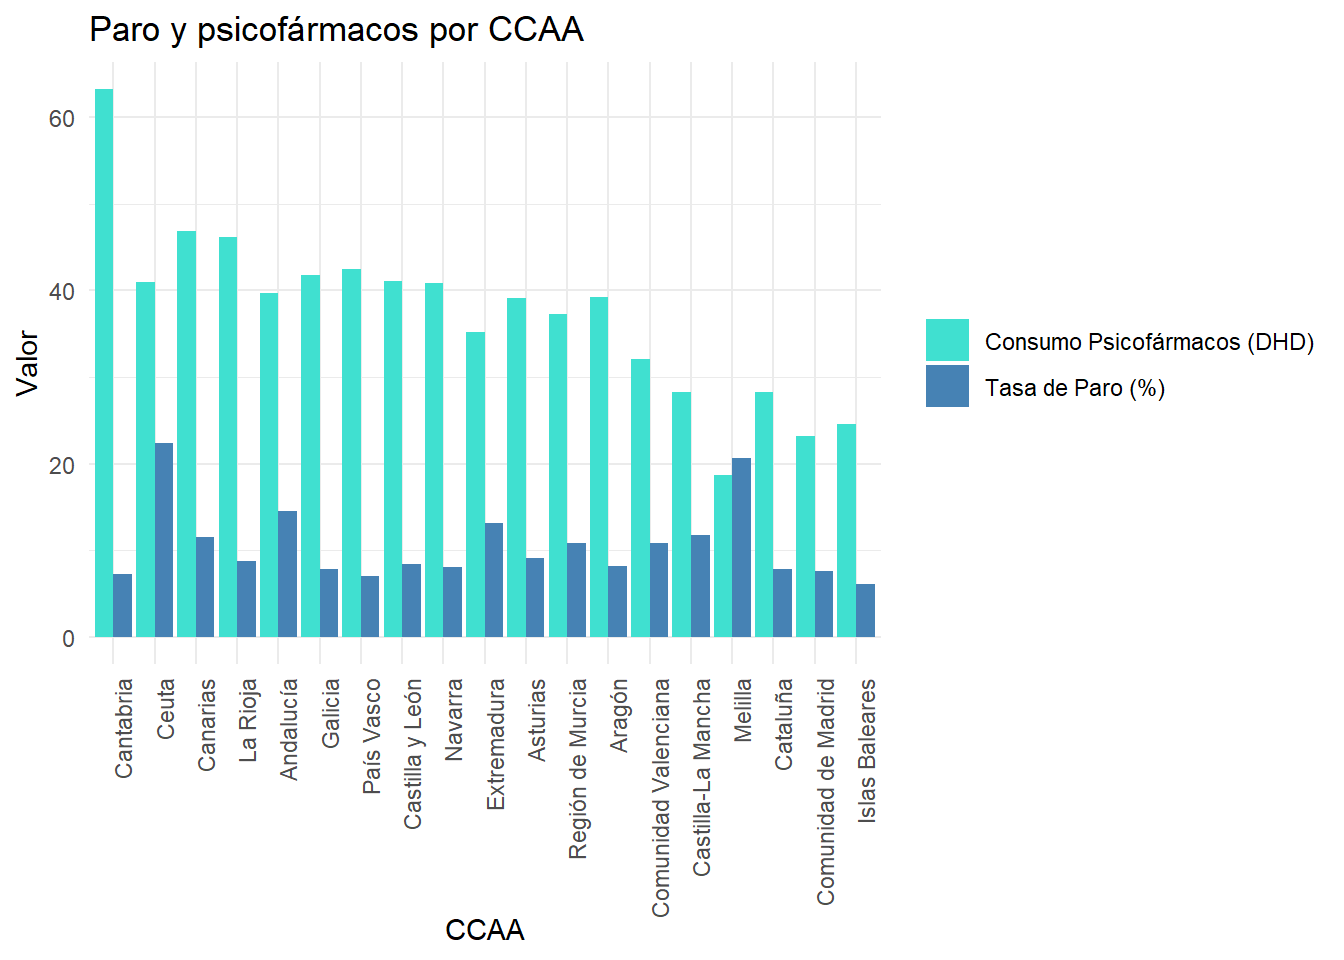 Paro y psicofármacos por CCAA
60
40
20
0
Valor
Cantabria
Ceuta
Canarias
La Rioja
Andalucía
Galicia
País Vasco
Castilla y León
Navarra
Extremadura
Asturias
Región de Murcia
Aragón
Comunidad Valenciana
Castilla-La Mancha
Melilla
Cataluña
Comunidad de Madrid
Islas Baleares
CCAA
Consumo Psicofármacos (DHD)
Tasa de Paro (%)